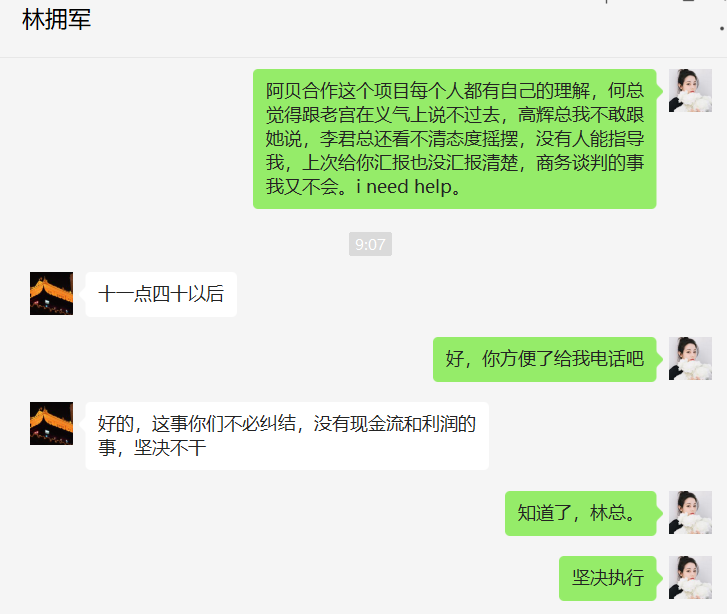 林拥军
阿贝合作这个项目每个人都有自己的理解，何总
觉得跟老宫在义气上说不过去，高辉总我不敢跟
她说，李君总还看不清态度摇摆，没有人能指导
我，上次给你汇报也没汇报清楚，商务谈判的事
我又不会。i need help。
9:07
十一点四十以后
好，你方便了给我电话吧
好的，这事你们不必纠结，没有现金流和利润的
事，坚决不干
知道了，林总。
坚决执行